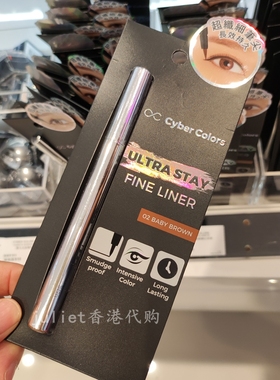 超纖細筆尖
長效持久
Cyber Colors
ULTRA STAY
FINE LINER
02 BABY BROWN
Smudge
proof
Intensive
Color
Long
Lasting
Juliet香港代购